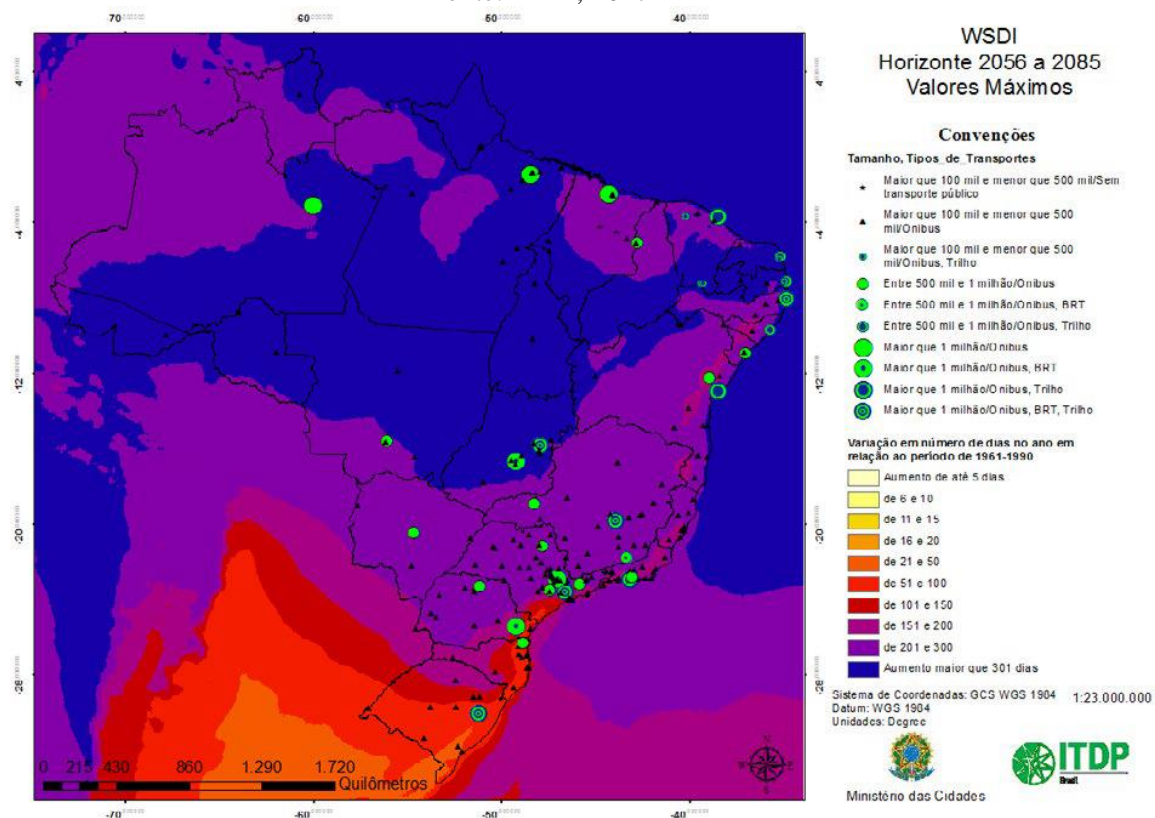 -70
-60
-50
-40
WSDI
Horizonte 2056 a 2085
Valores Máximos
Convenções
Tamanho, Tipos_de_Transportes
Maior que 100 mil e menor que 500 mil/Sem
transporte público
Maior que 100 mil e menor que 500
mil/Onibus
Maior que 100 mil e menor que 500
mil/Onibus, Trilho
Entre 500 mil e 1 milhão/Onibus
Entre 500 mil e 1 milhão/Onibus, BRT
Entre 500 mil e 1 milhão/Onibus, Trilho
Maior que 1 milhão/Onibus
Maior que 1 milhão/Onibus, BRT
Maior que 1 milhão/Onibus, Trilho
Maior que 1 milhão/Onibus, BRT, Trilho
Variação em número de dias no ano em
relação ao período de 1961-1990
Aumento de até 5 dias
de 6 e 10
de 11 e 15
de 16 e 20
de 21 e 50
de 51 e 100
de 101 e 150
de 151 e 200
de 201 e 300
Aumento maior que 301 dias
Sistema de Coordenadas: GCS WGS 1984
1:23.000.000
Datum: WGS 1984
Unidades: Degree
Ministério das Cidades
ITDP
Brasil
4
-4
-12
-20
-28
4
-4
-12
-20
-28
0 215 430 860 1.290 1.720
Quilômetros
N
S
-70
-60
-50
-40